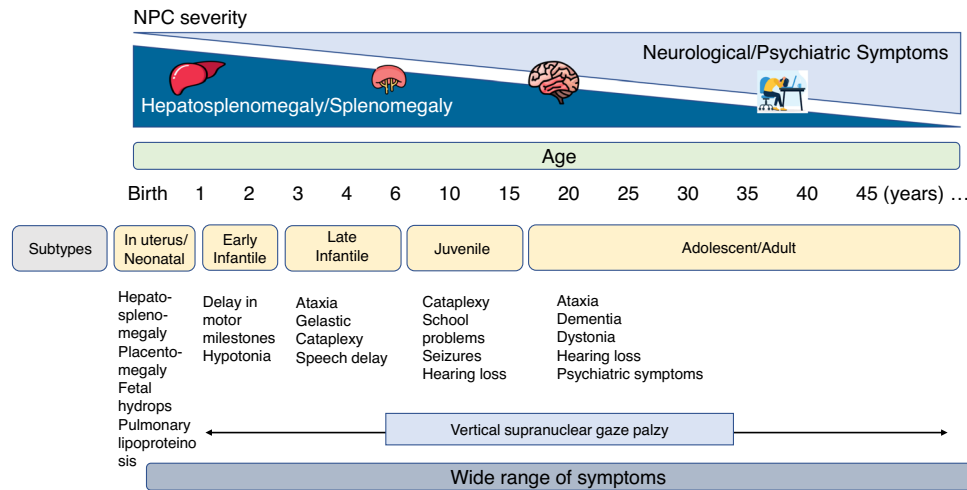 NPC severity
Neurological/Psychiatric Symptoms
Hepatosplenomegaly/Splenomegaly
Age
Birth 1 2 3 4 6 10 15 20 25 30 35 40 45 (years) ...
Subtypes
In uterus/
Neonatal
Early
Infantile
Late
Infantile
Juvenile
Adolescent/Adult
Hepato-
spleno-
megaly
Placento-
megaly
Fetal
hydrops
Pulmonary
lipoproteino
sis
Delay in
motor
milestones
Hypotonia
Ataxia
Gelastic
Cataplexy
Speech delay
Cataplexy
School
problems
Seizures
Hearing loss
Ataxia
Dementia
Dystonia
Hearing loss
Psychiatric symptoms
Vertical supranuclear gaze palzy
Wide range of symptoms